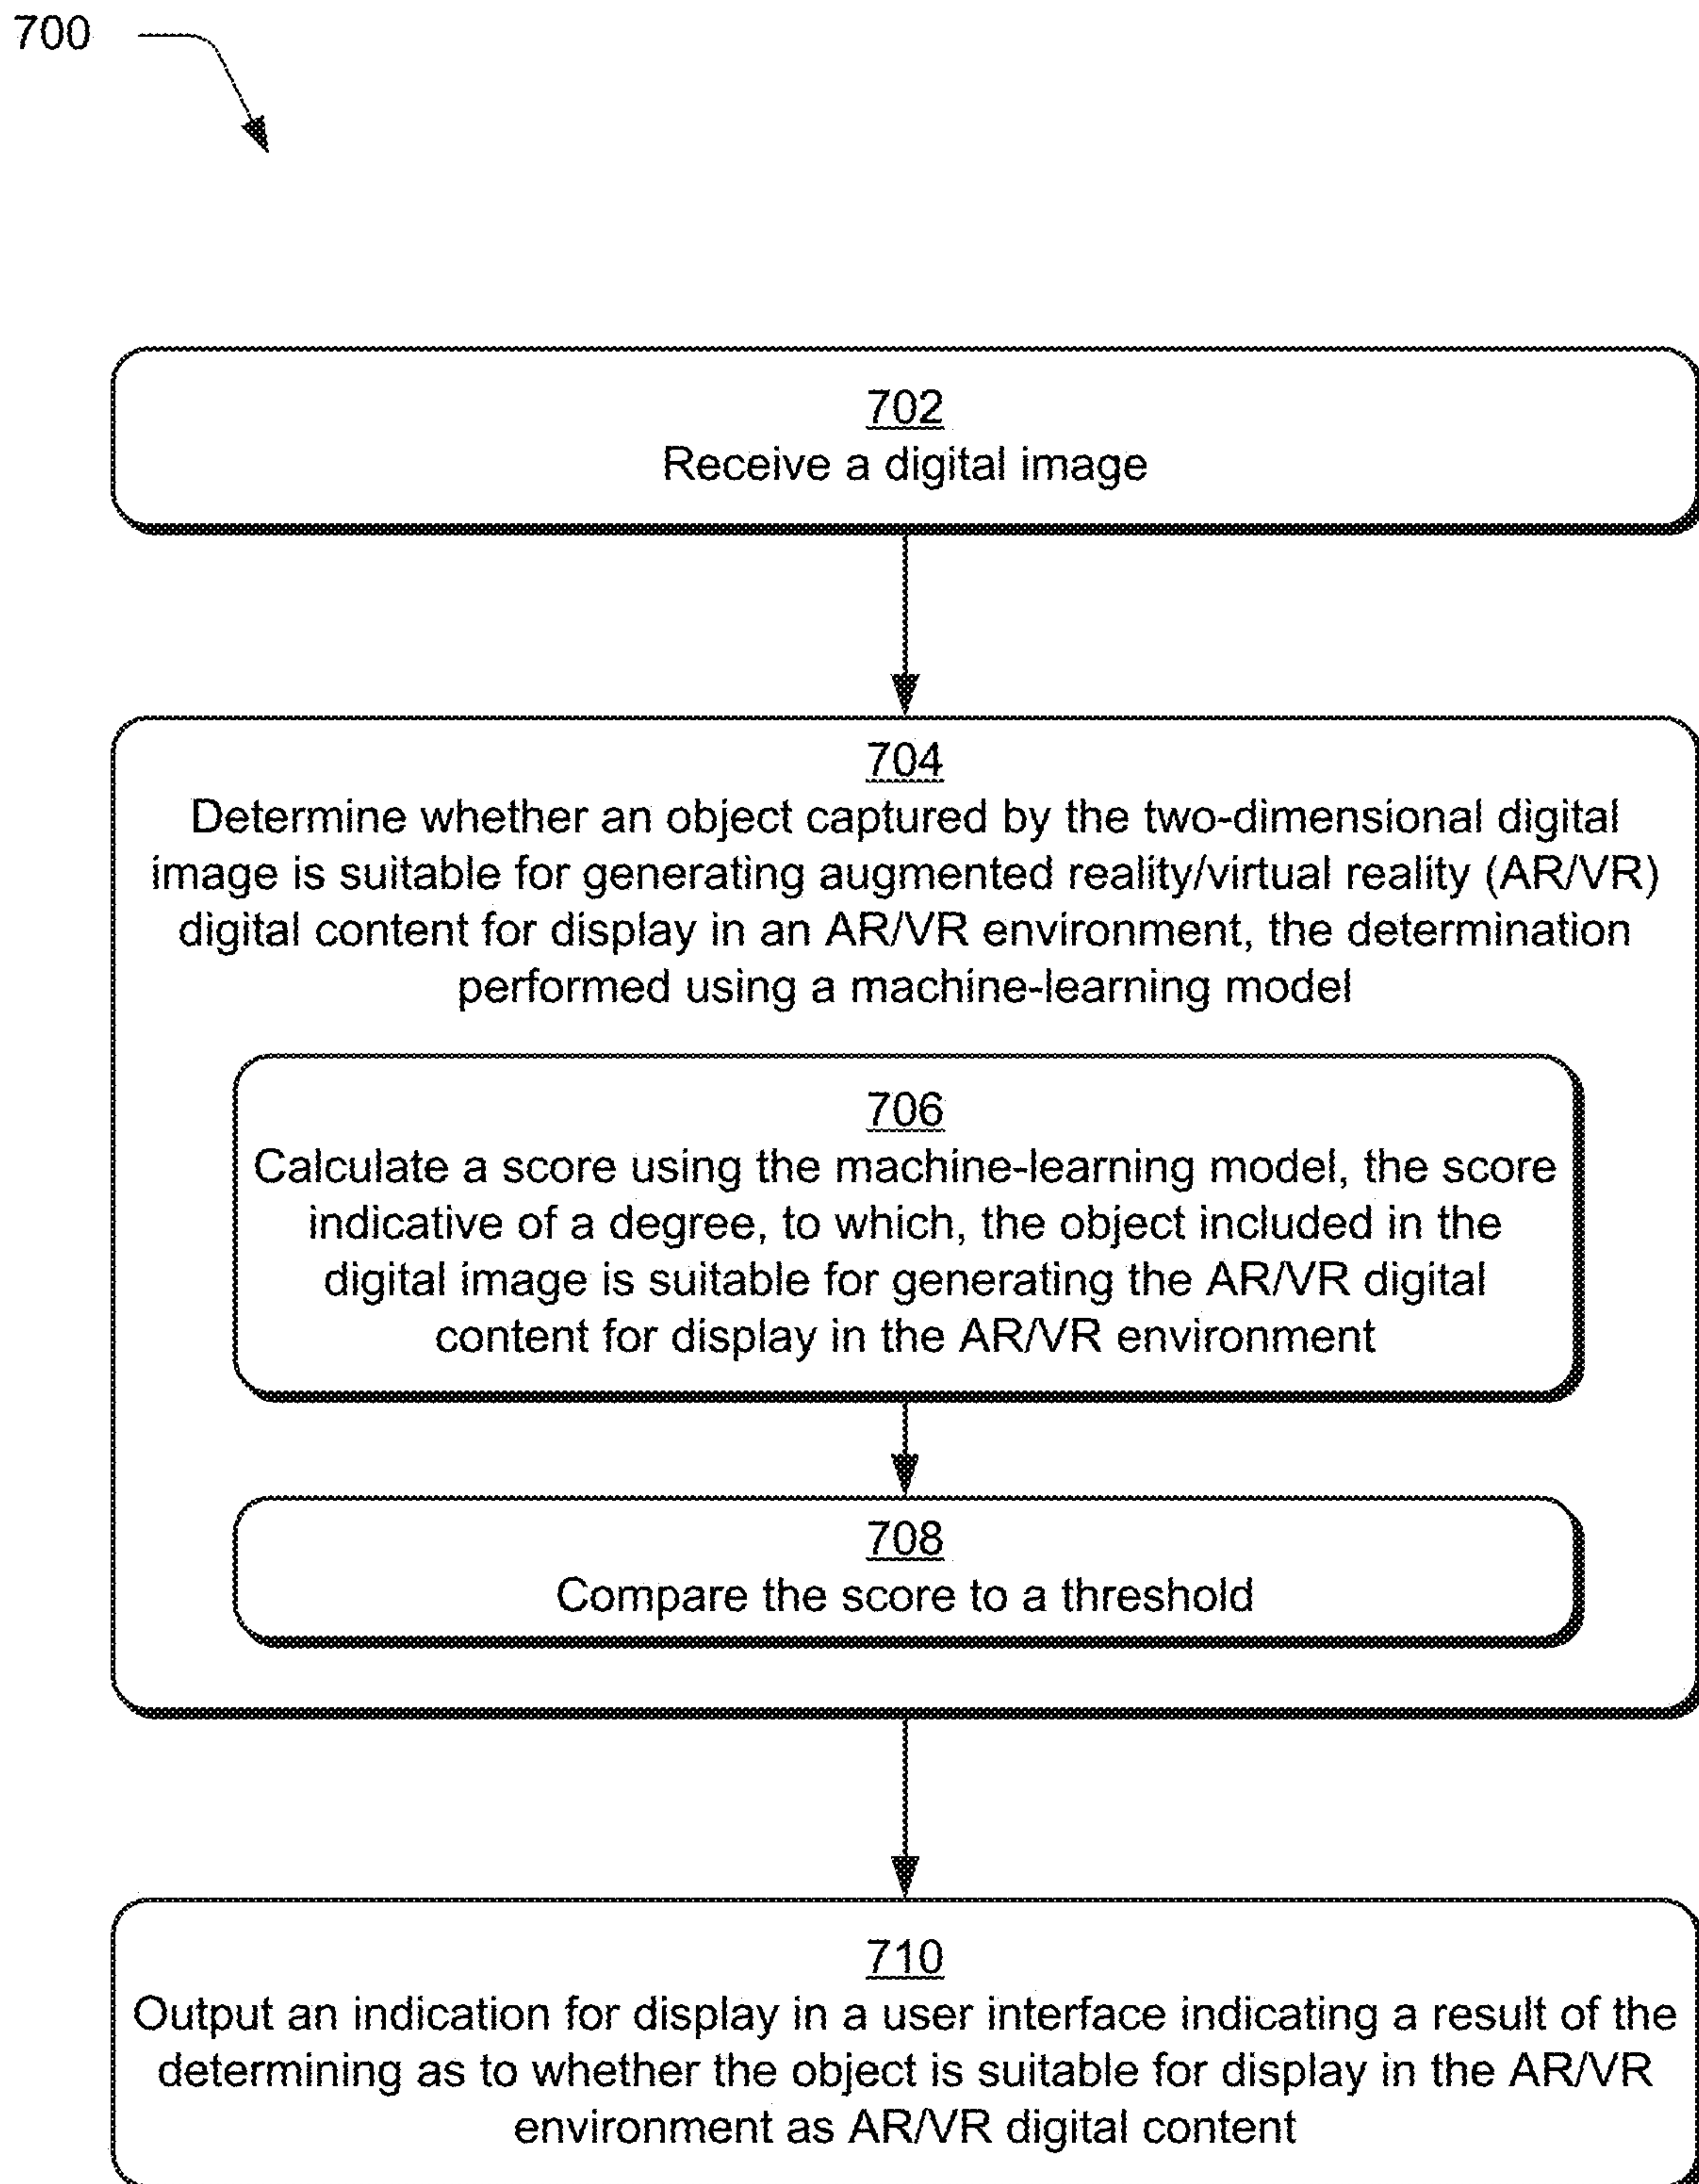 700
702
Receive a digital image
704
Determine whether an object captured by the two-dimensional digital
image is suitable for generating augmented reality/virtual reality (AR/VR)
digital content for display in an AR/VR environment, the determination
performed using a machine-learning model
706
Calculate a score using the machine-learning model, the score
indicative of a degree, to which, the object included in the
digital image is suitable for generating the AR/VR digital
content for display in the AR/VR environment
708
Compare the score to a threshold
710
Output an indication for display in a user interface indicating a result of the
determining as to whether the object is suitable for display in the AR/VR
environment as AR/VR digital content